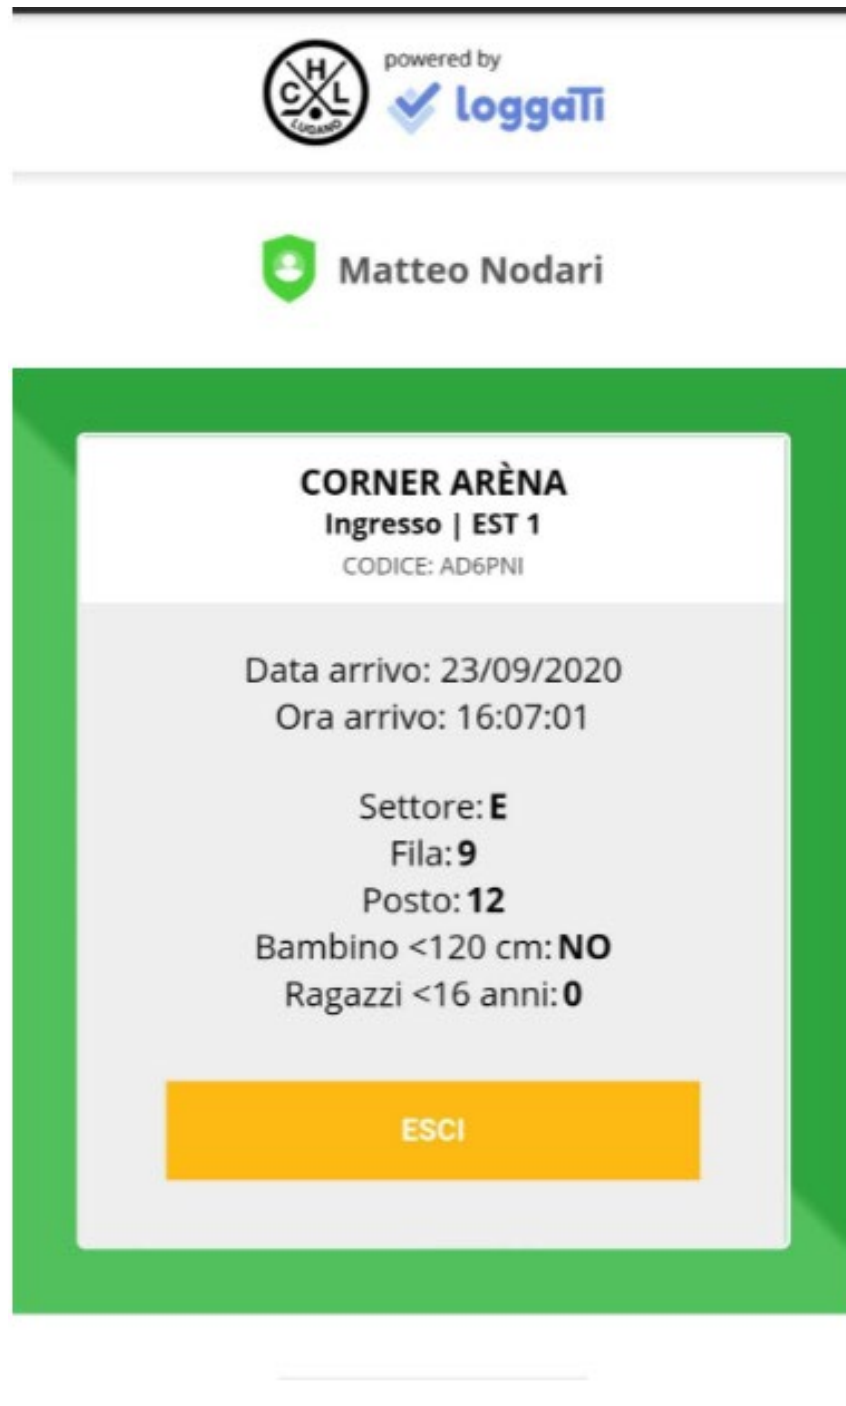 H
C L
LUGANO
powered by
loggaTi
Matteo Nodari
CORNER ARÈNA
Ingresso | EST 1
CODICE: AD6PNI
Data arrivo: 23/09/2020
Ora arrivo: 16:07:01
Settore: E
Fila: 9
Posto: 12
Bambino <120 cm: NO
Ragazzi <16 anni: 0
ESCI